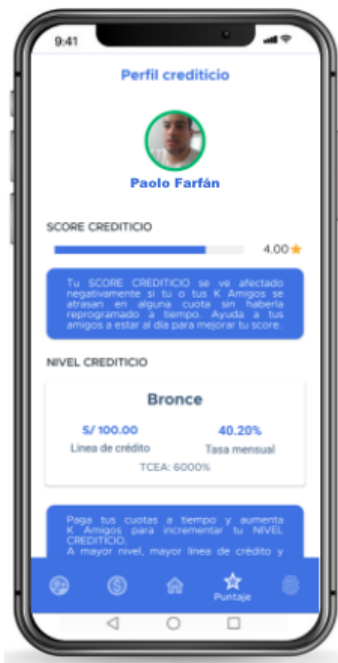 9:41
Perfil crediticio
Paolo Farfán
SCORE CREDITICIO
4.00
Tu SCORE CREDITICIO se ve afectado
negativamente si tu o tus K Amigos se
atrasan en alguna cuota sin haberla
reprogramado a tiempo. Ayuda a tus
amigos a estar al día para mejorar tu score.
NIVEL CREDITICIO
Bronce
S/ 100.00 40.20%
Linea de crédito Tasa mensual
TCEA: 6000%
Paga tus cuotas a tiempo y aumenta
K Amigos para incrementar tu NIVEL
CREDITICIO.
A mayor nivel, mayor línea de crédito y
Puntaje